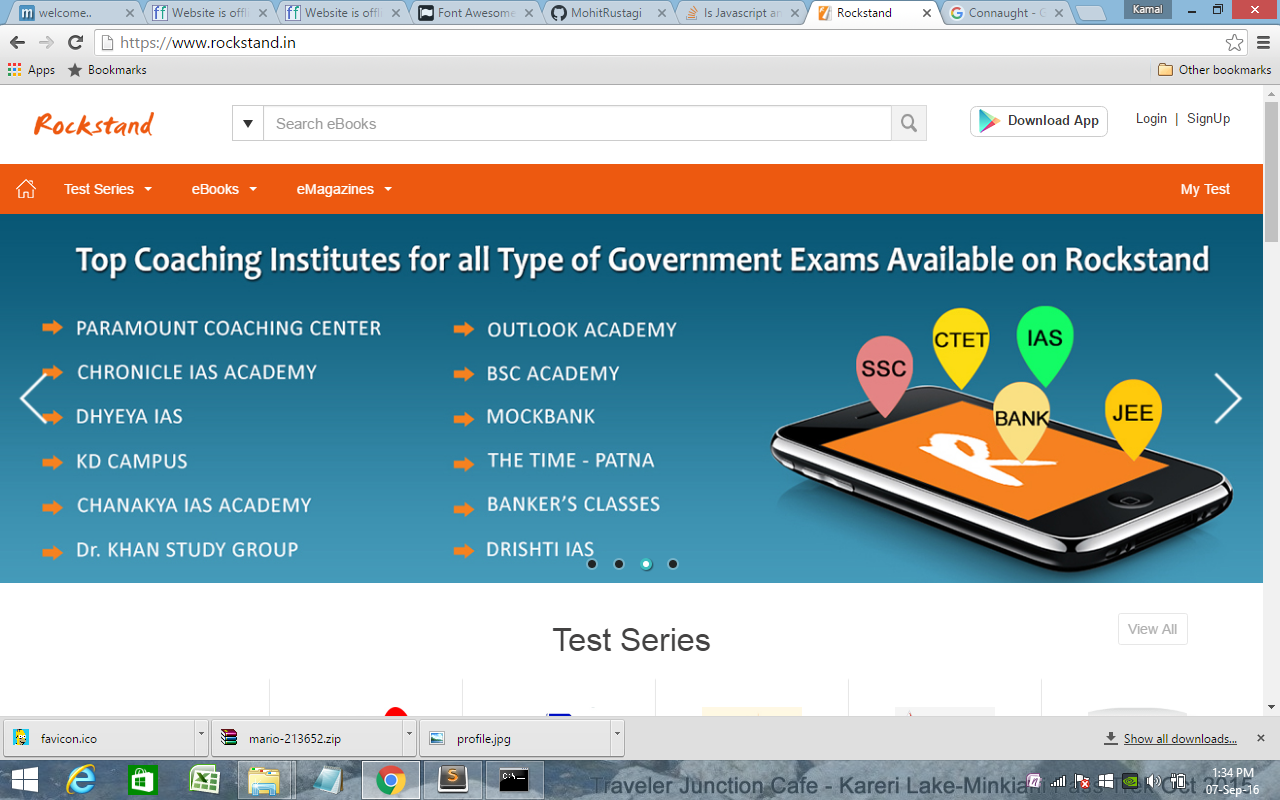 welcome..
Website is offli
Website is offli
Font Awesome
MohitRustagi
Is Javascript an
Rockstand
Connaught - G
Kamal
https://www.rockstand.in
Apps
Bookmarks
Other bookmarks
Rockstand
Search eBooks
Download App
Login | SignUp
Test Series
eBooks
eMagazines
My Test
Top Coaching Institutes for all Type of Government Exams Available on Rockstand
PARAMOUNT COACHING CENTER
CHRONICLE IAS ACADEMY
DHYEYA IAS
KD CAMPUS
CHANAKYA IAS ACADEMY
Dr. KHAN STUDY GROUP
OUTLOOK ACADEMY
BSC ACADEMY
MOCKBANK
THE TIME - PATNA
BANKER'S CLASSES
DRISHTI IAS
SSC
CTET
IAS
BANK
JEE
R
Test Series
View All
favicon.ico
mario-213652.zip
profile.jpg
Show all downloads...
C:\.
Traveler Junction Cafe - Kareri Lake-Minkiani
1:34 PM
07-Sep-16